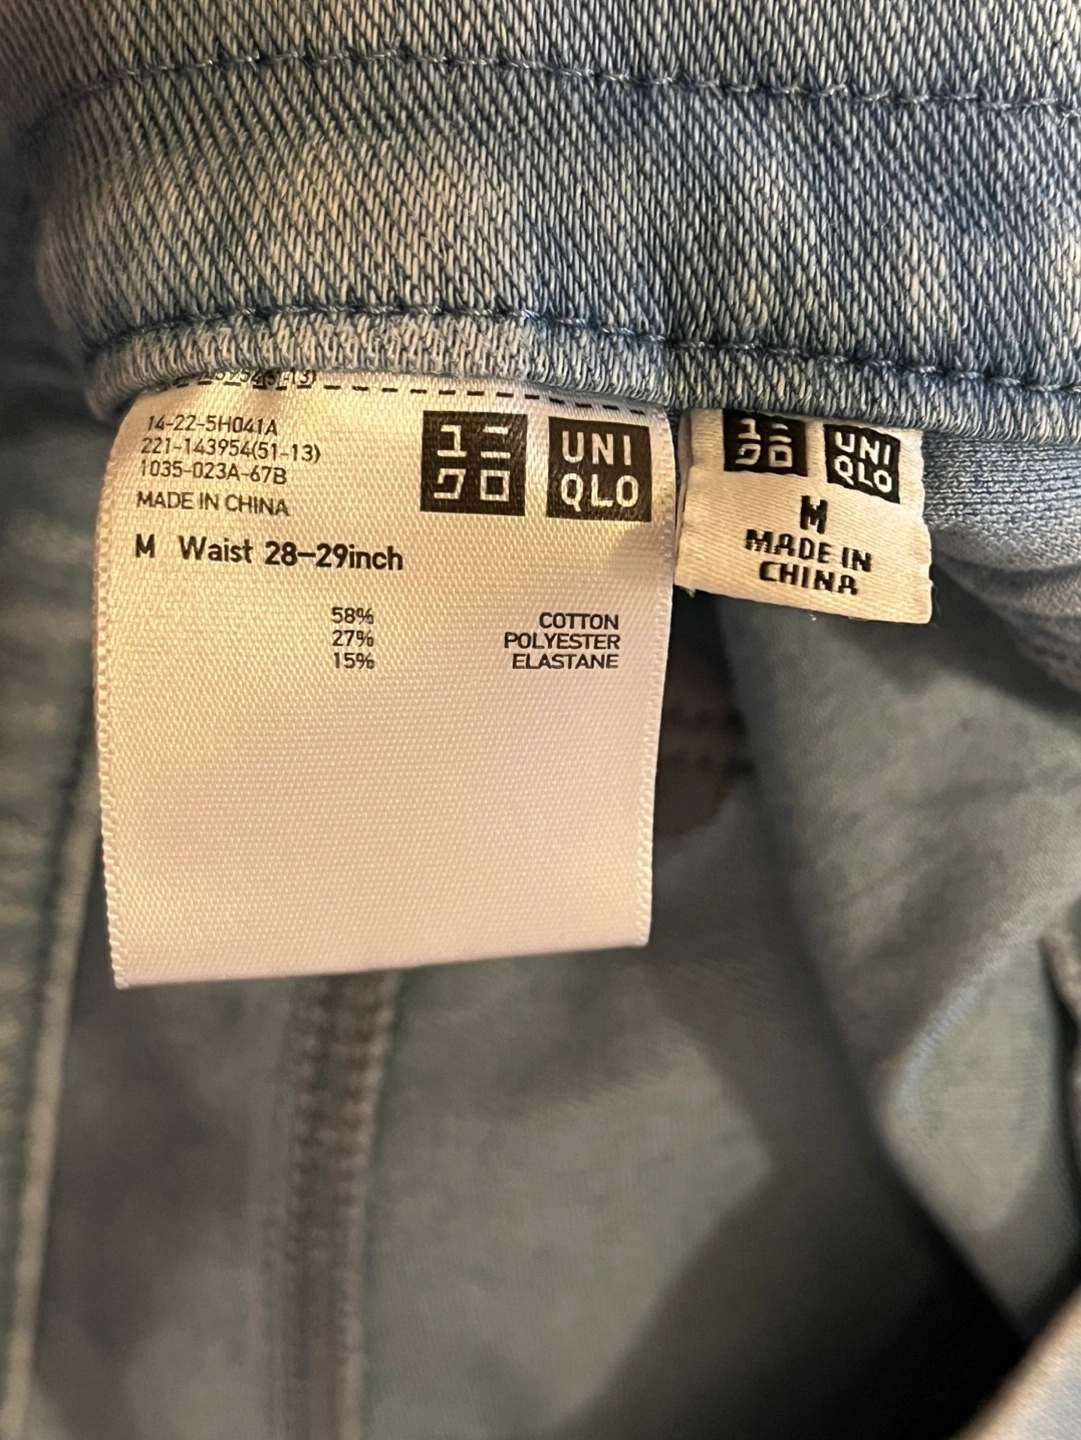 14-22-5H041A
221-143954(51-13)
1035-023A-67B
MADE IN CHINA
ユニ
クロ
UNI
QLO
M Waist 28-29inch
58% COTTON
27% POLYESTER
15% ELASTANE
ユニ
クロ
UNI
QLO
M
MADE IN
CHINA